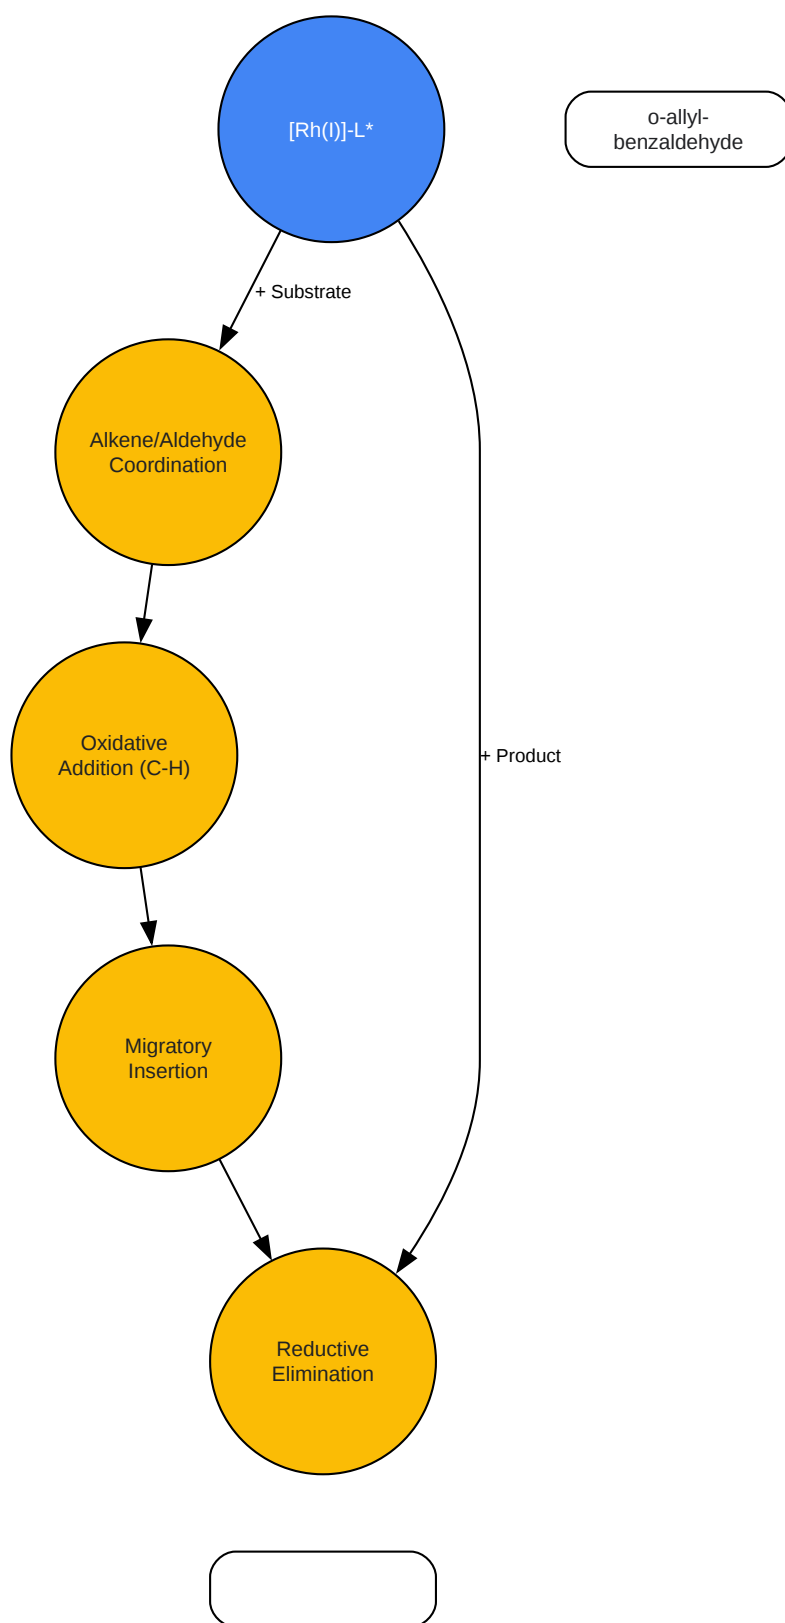 [Rh(I)]-L*
o-allyl-
benzaldehyde
+ Substrate
Alkene/Aldehyde
Coordination
Oxidative
Addition (C-H)
+ Product
Migratory
Insertion
Reductive
Elimination